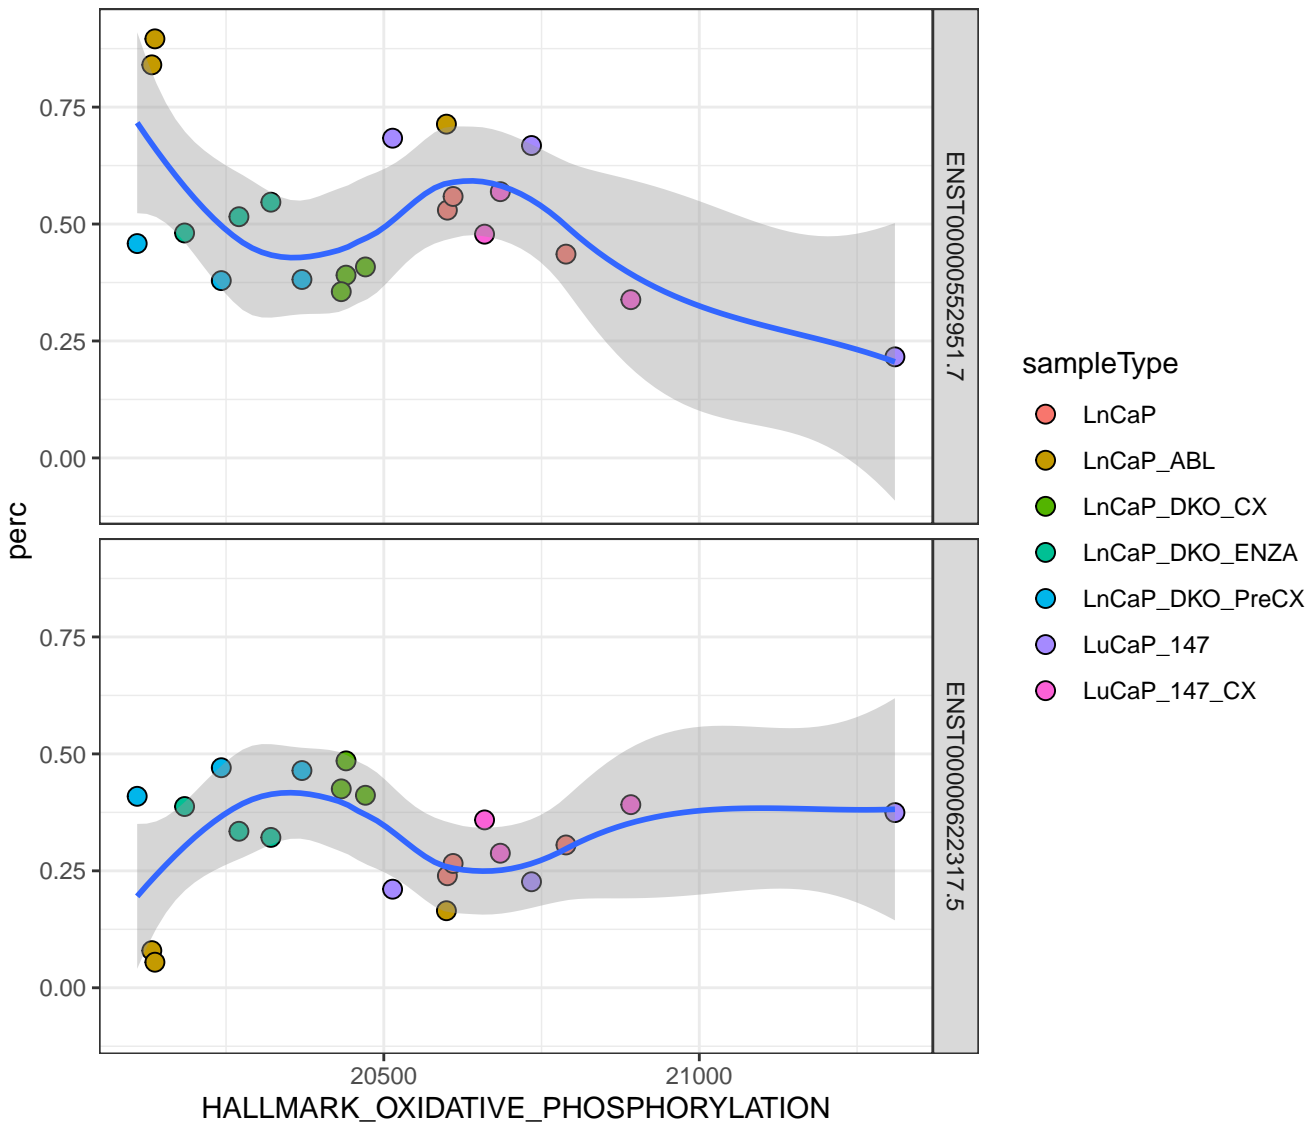 0.75
0.50
0.25
0.00
ENST00000552951.7
0.75
0.50
0.25
0.00
ENST00000622317.5
perc
20500
21000
HALLMARK_OXIDATIVE_PHOSPHORYLATION
sampleType
LnCaP
LnCaP_ABL
LnCaP_DKO_CX
LnCaP_DKO_ENZA
LnCaP_DKO_PreCX
LuCaP_147
LuCaP_147_CX